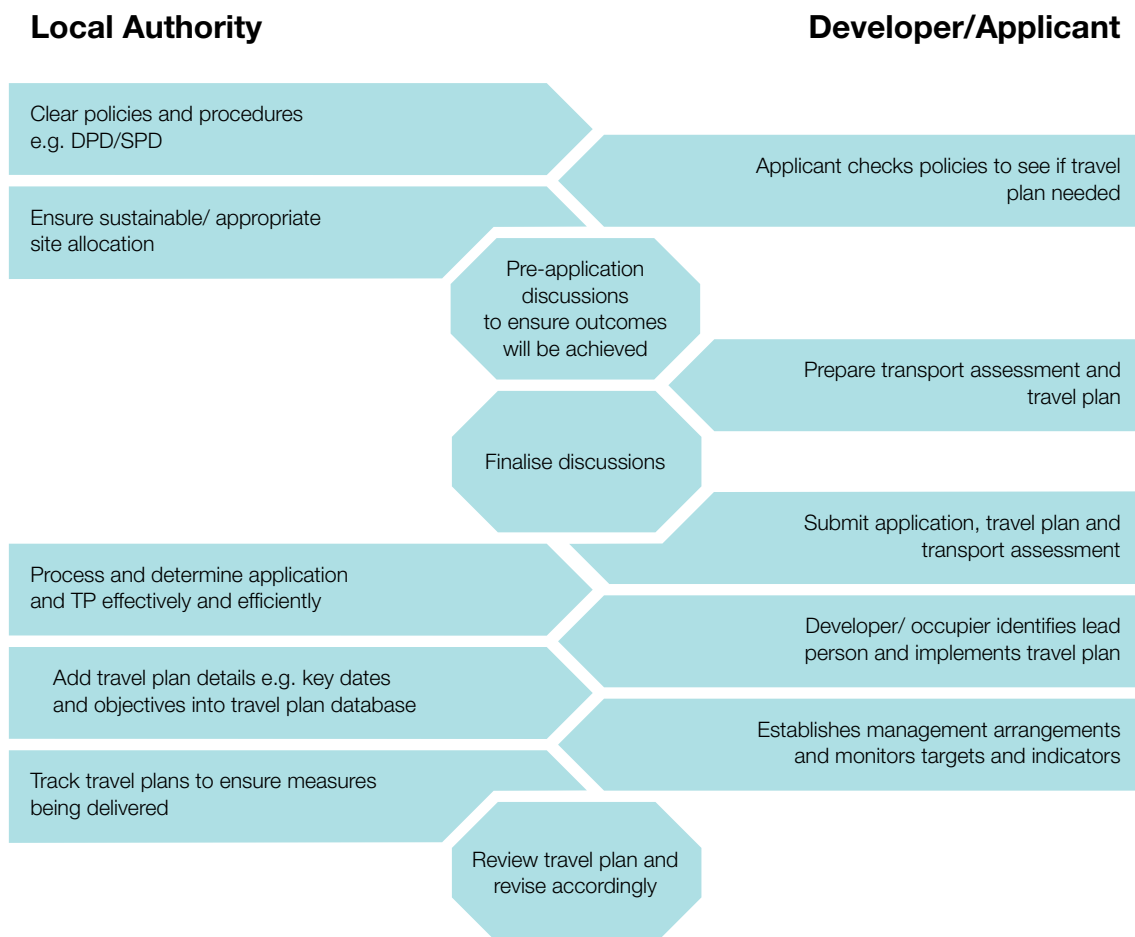 Local Authority
Developer/Applicant
Clear policies and procedures
e.g. DPD/SPD
Applicant checks policies to see if travel
plan needed
Ensure sustainable/ appropriate
site allocation
Pre-application
discussions
to ensure outcomes
will be achieved
Prepare transport assessment and
travel plan
Finalise discussions
Submit application, travel plan and
transport assessment
Process and determine application
and TP effectively and efficiently
Developer/ occupier identifies lead
person and implements travel plan
Add travel plan details e.g. key dates
and objectives into travel plan database
Establishes management arrangements
and monitors targets and indicators
Track travel plans to ensure measures
being delivered
Review travel plan and
revise accordingly